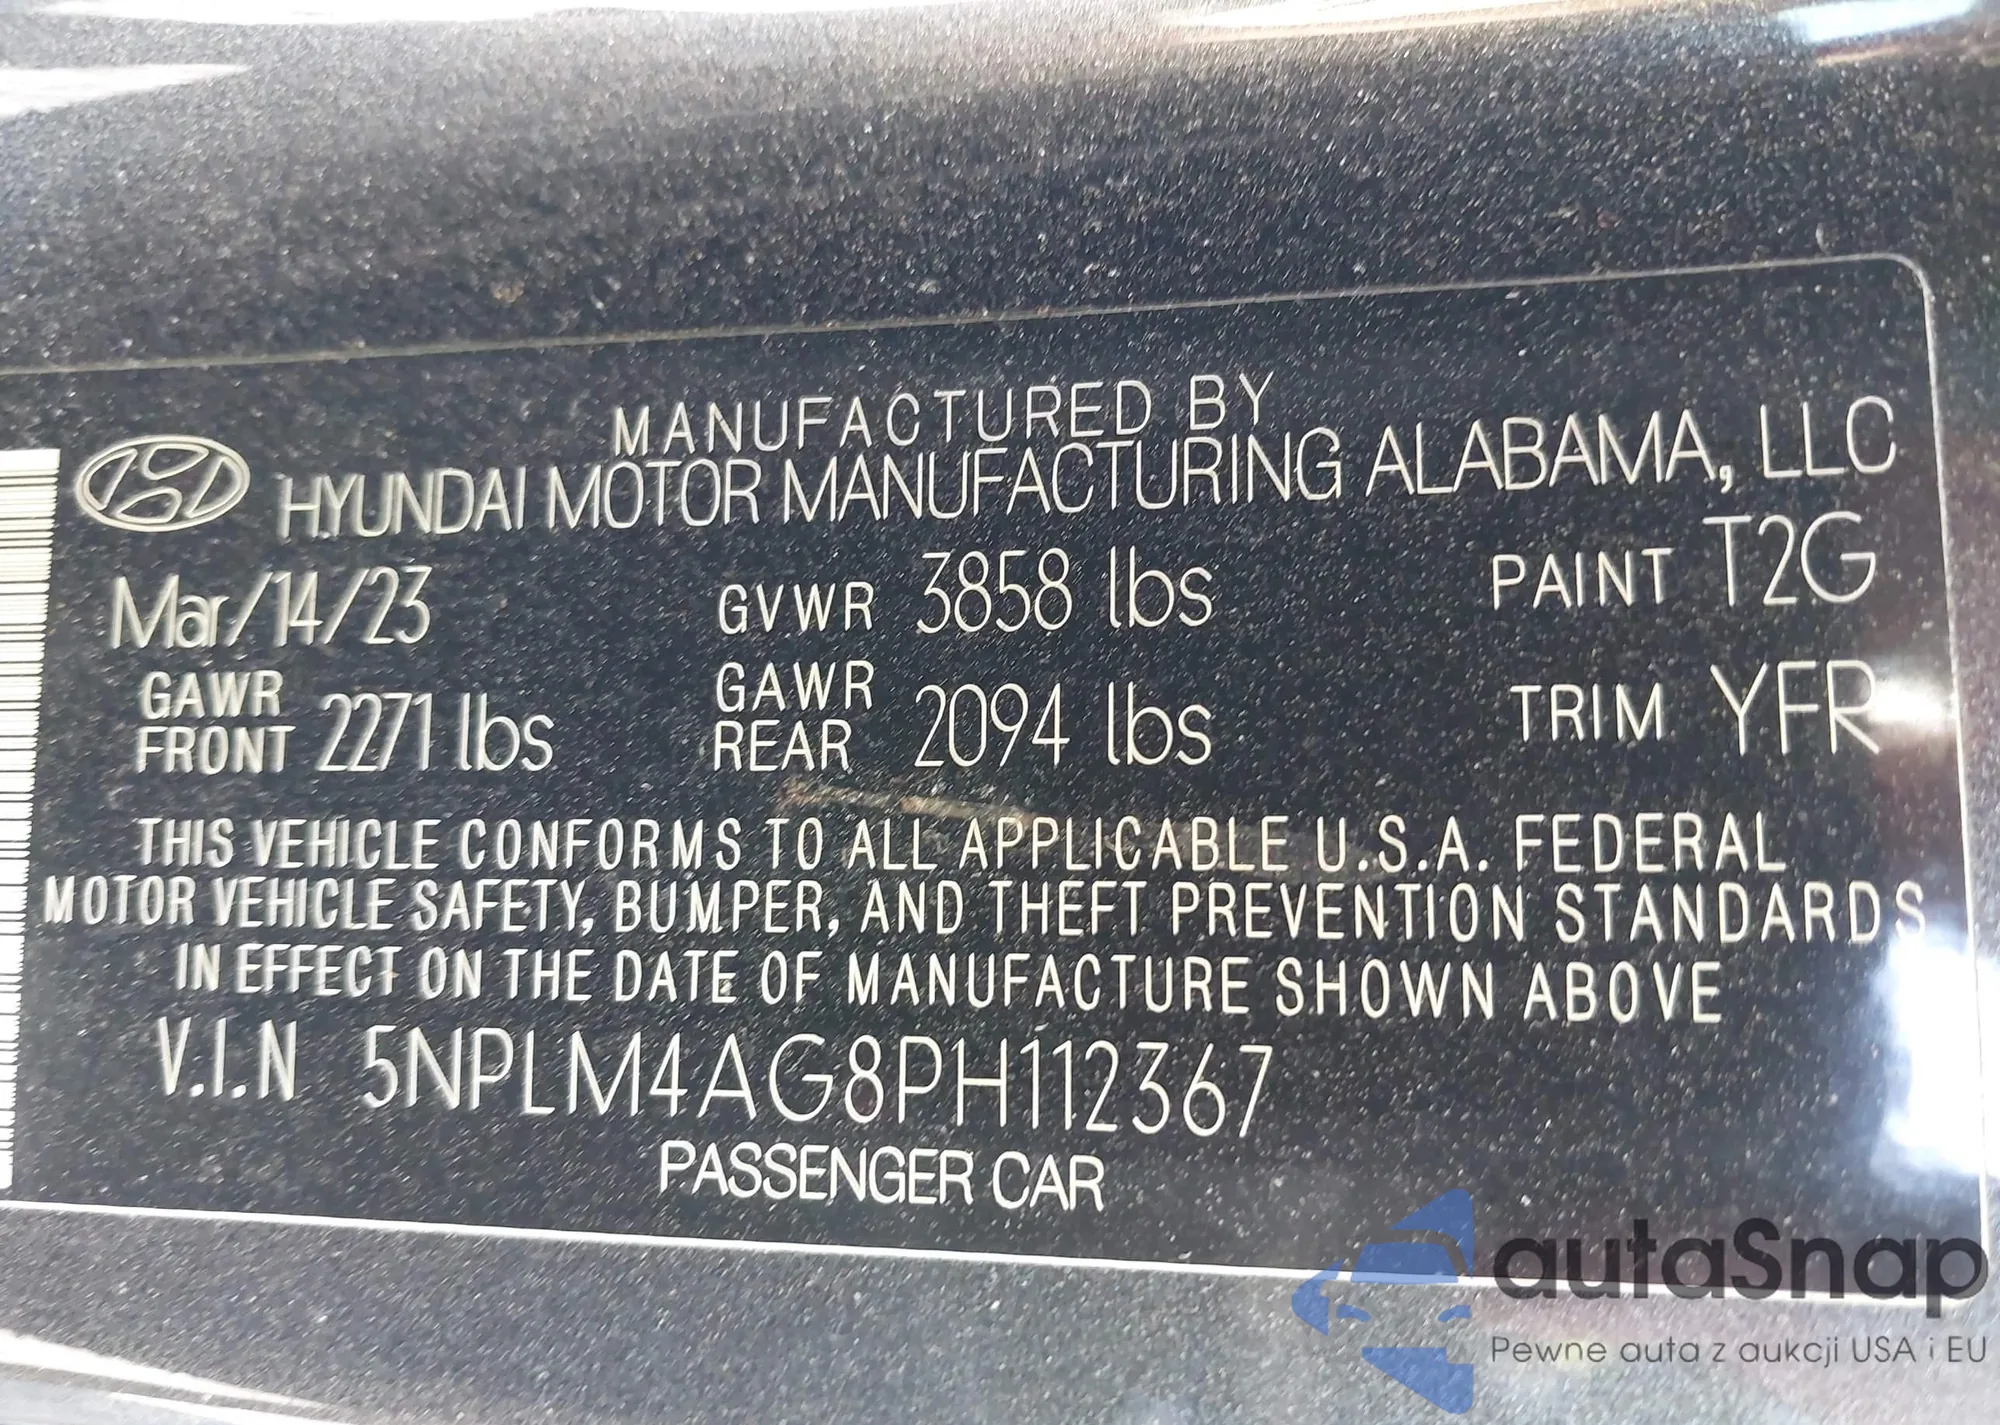 MANUFACTURED BY
HYUNDAI MOTOR MANUFACTURING ALABAMA, LLC
Mar/14/23 GVWR 3858 lbs PAINT T2G
GAWR FRONT 2271 lbs GAWR REAR 2094 lbs TRIM YFR
THIS VEHICLE CONFORMS TO ALL APPLICABLE U.S.A. FEDERAL
MOTOR VEHICLE SAFETY, BUMPER, AND THEFT PREVENTION STANDARDS
IN EFFECT ON THE DATE OF MANUFACTURE SHOWN ABOVE
V.I.N 5NPLM4AG8PH112367
PASSENGER CAR
autaSnap
Pewne auta z aukcji USA i EU